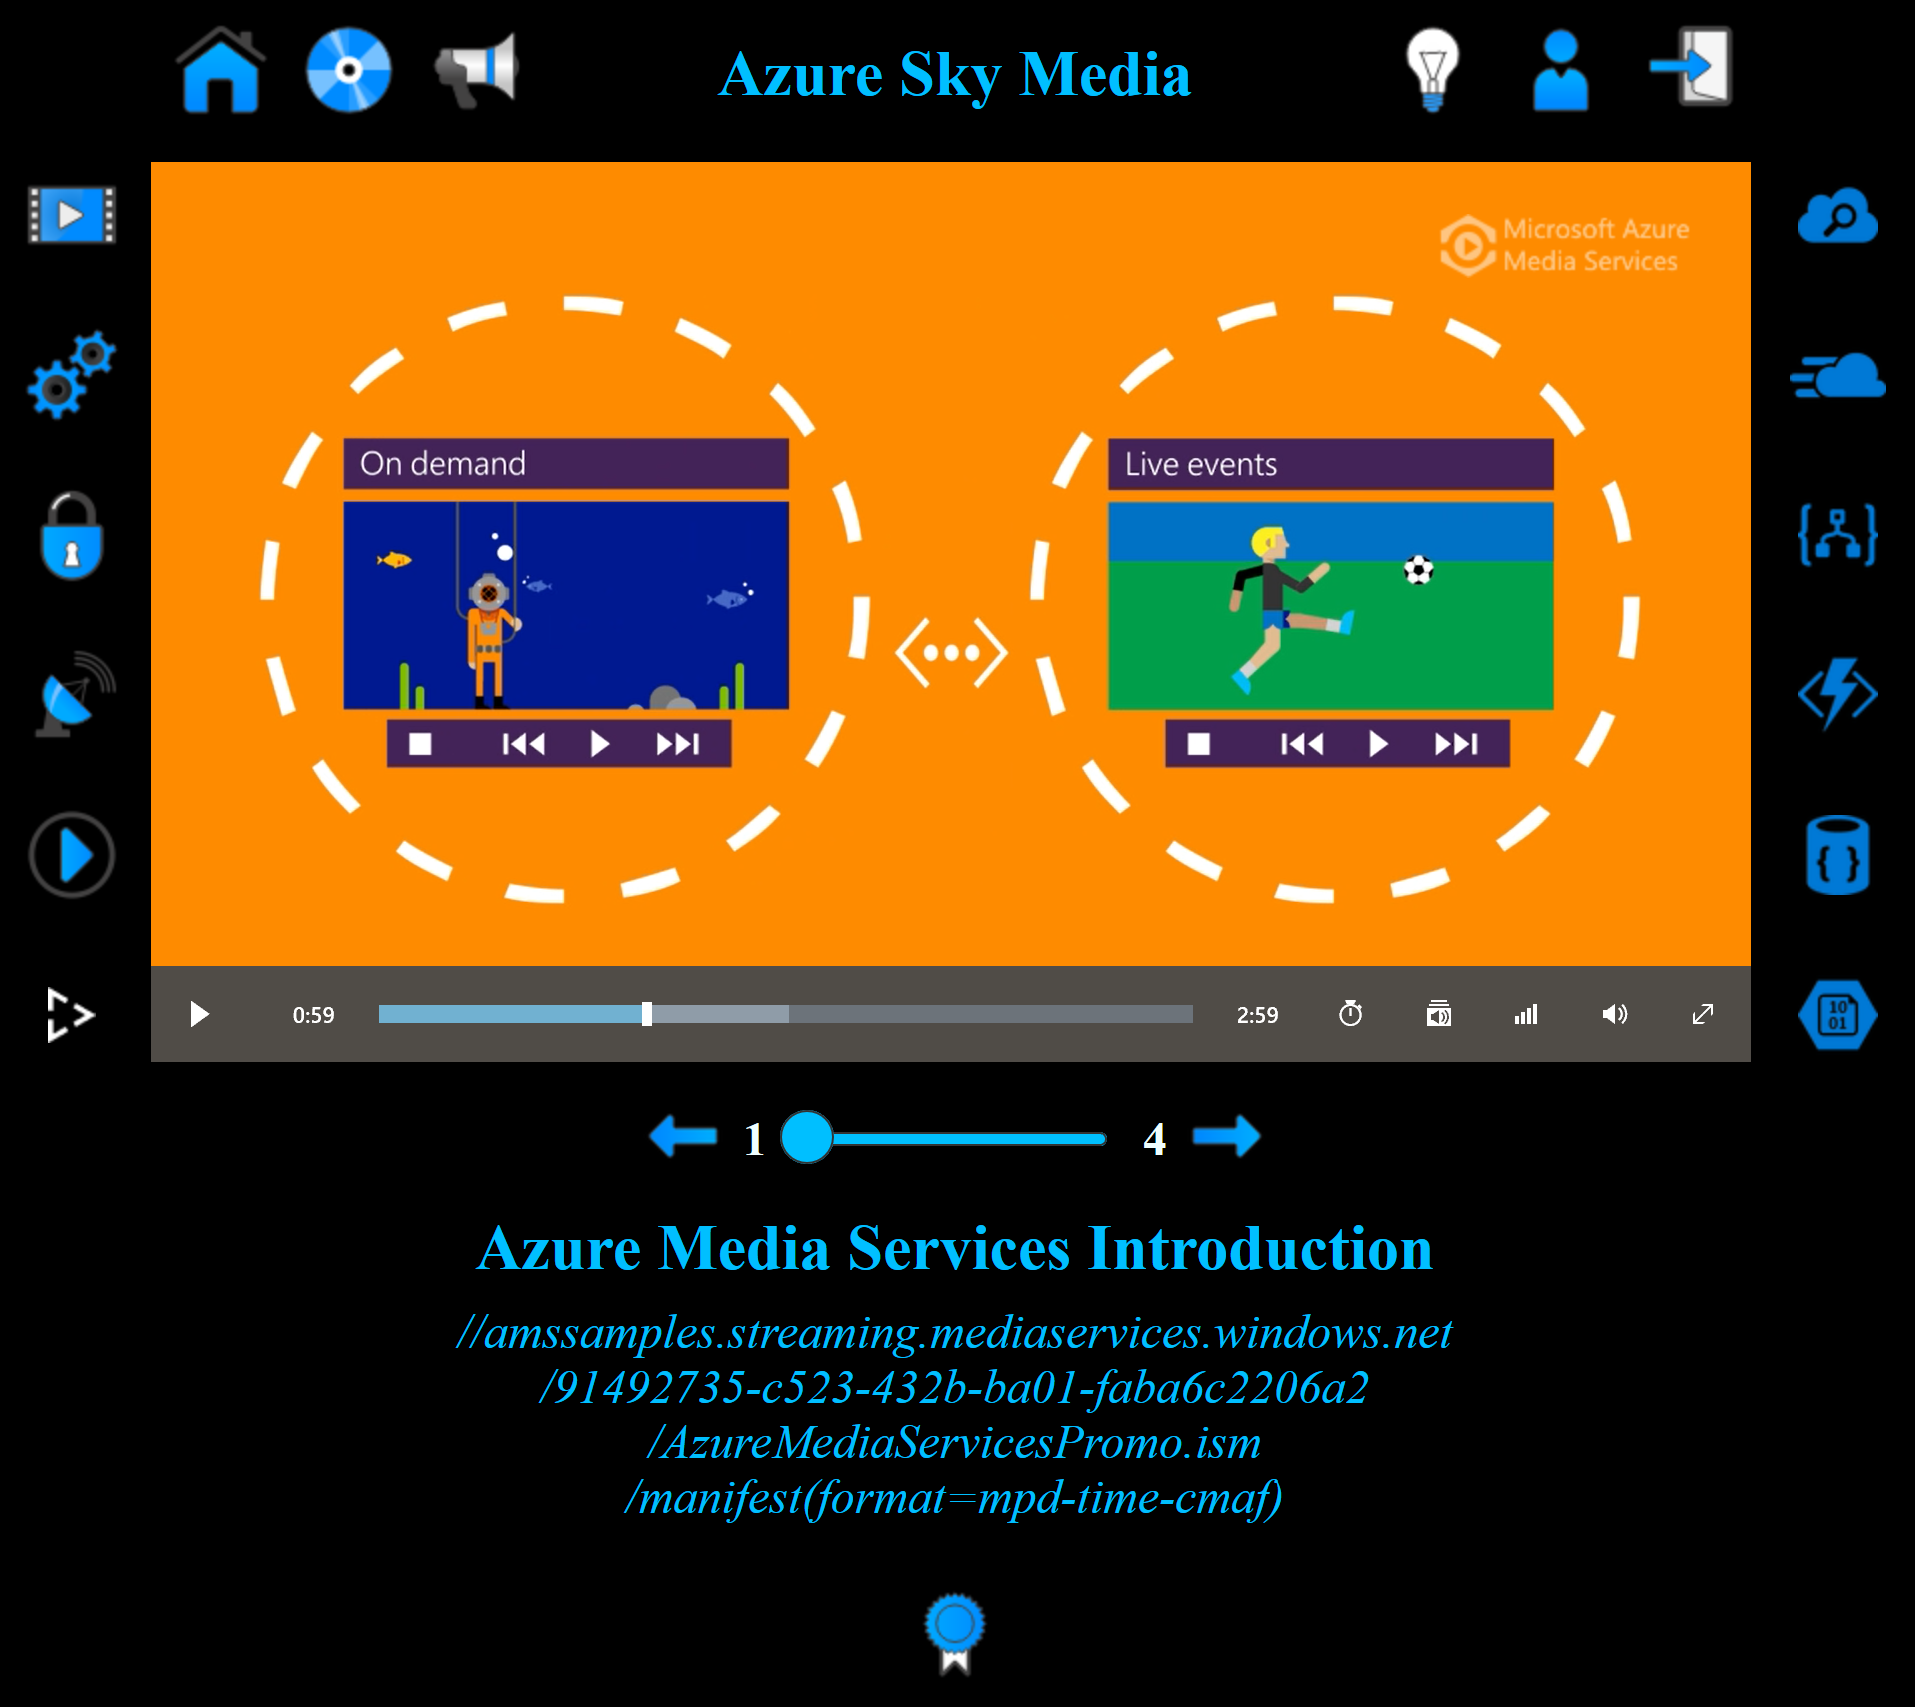 Azure Sky Media
Microsoft Azure
Media Services
On demand
Live events
0:59
2:59
10
01
1
4
Azure Media Services Introduction
//amssamples.streaming.mediaservices.windows.net
/91492735-c523-432b-ba01-faba6c2206a2
/AzureMediaServicesPromo.ism
/manifest(format=mpd-time-cmaf)